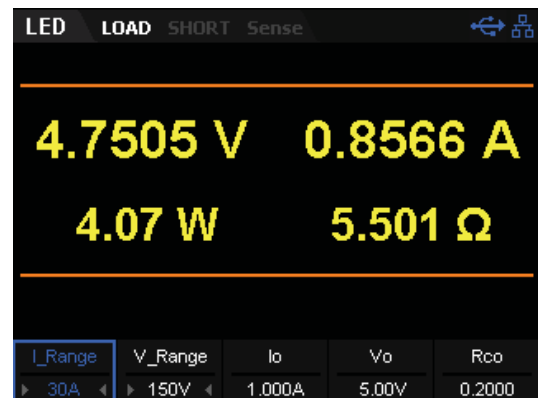 LED LOAD SHORT Sense
4.7505 V 0.8566 A
4.07 W 5.501 Ω
I_Range V_Range Io Vo Rco
30A 150V 1.000A 5.00V 0.2000